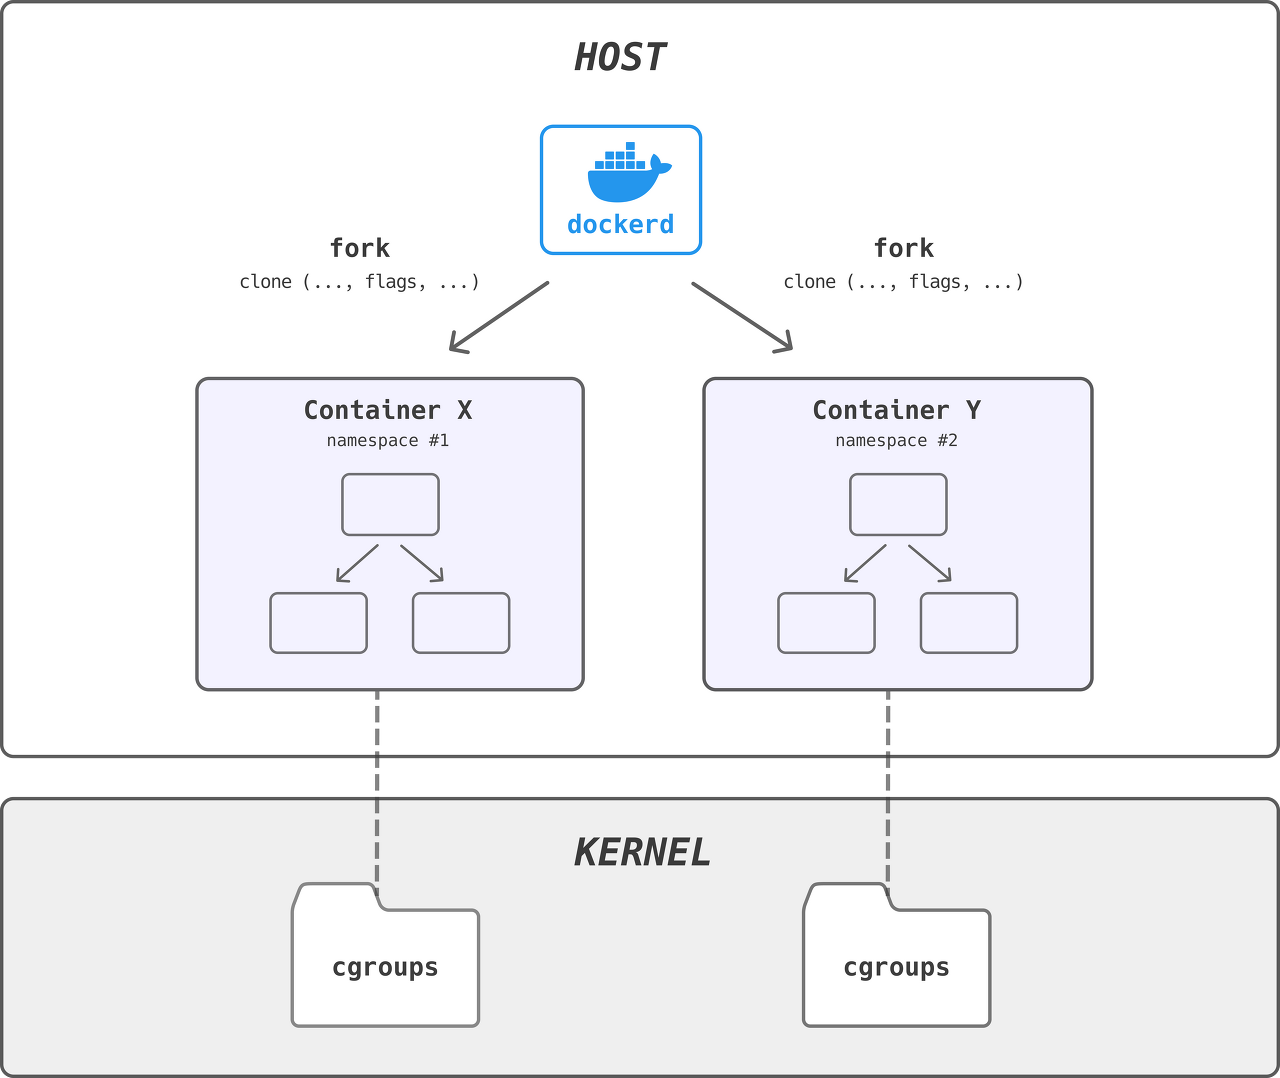 HOST
dockerd
fork
clone (..., flags, ...)
fork
clone (..., flags, ...)
Container X
namespace #1
Container Y
namespace #2
KERNEL
cgroups
cgroups